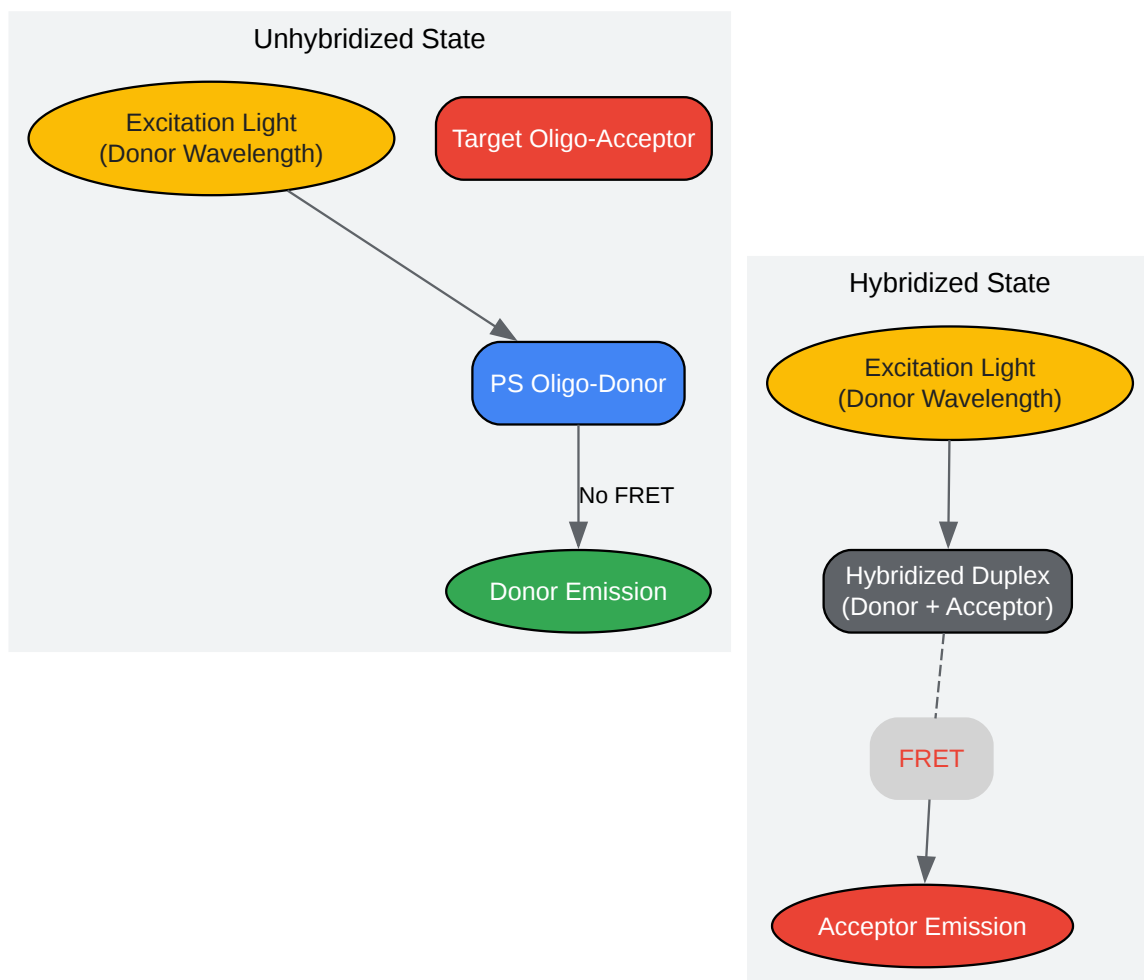 Unhybridized State
Excitation Light
(Donor Wavelength)
Target Oligo-Acceptor
PS Oligo-Donor
No FRET
Donor Emission
Hybridized State
Excitation Light
(Donor Wavelength)
Hybridized Duplex
(Donor + Acceptor)
FRET
Acceptor Emission